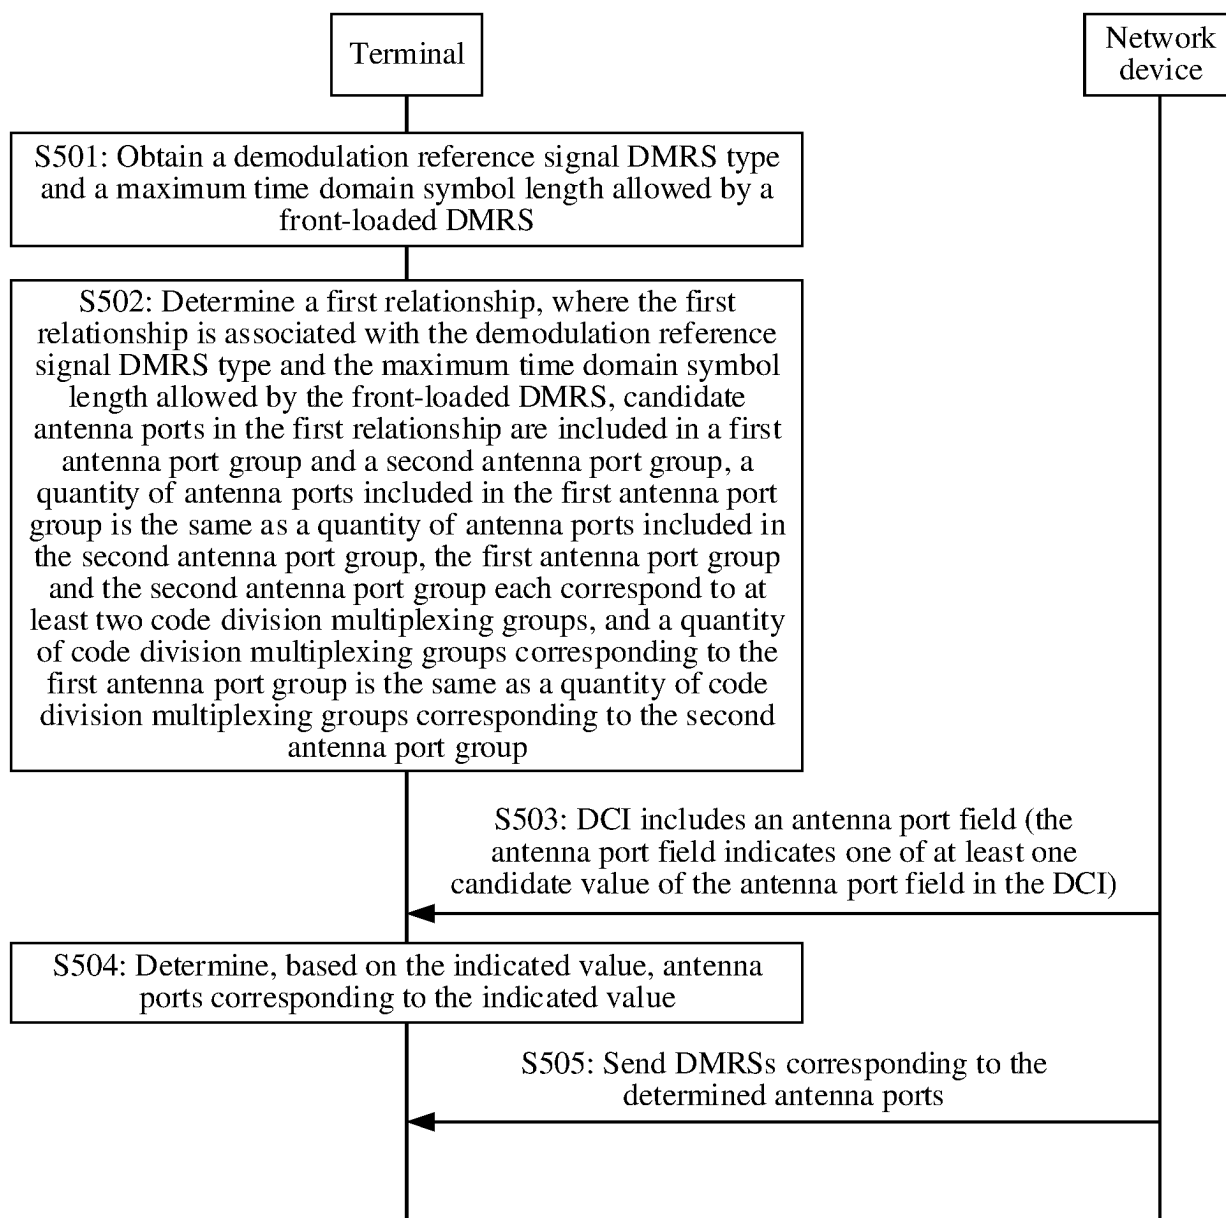 Terminal
Network
device
S501: Obtain a demodulation reference signal DMRS type
and a maximum time domain symbol length allowed by a
front-loaded DMRS
S502: Determine a first relationship, where the first
relationship is associated with the demodulation reference
signal DMRS type and the maximum time domain symbol
length allowed by the front-loaded DMRS, candidate
antenna ports in the first relationship are included in a first
antenna port group and a second antenna port group, a
quantity of antenna ports included in the first antenna port
group is the same as a quantity of antenna ports included in
the second antenna port group, the first antenna port group
and the second antenna port group each correspond to at
least two code division multiplexing groups, and a quantity
of code division multiplexing groups corresponding to the
first antenna port group is the same as a quantity of code
division multiplexing groups corresponding to the second
antenna port group
S503: DCI includes an antenna port field (the
antenna port field indicates one of at least one
candidate value of the antenna port field in the DCI)
S504: Determine, based on the indicated value, antenna
ports corresponding to the indicated value
S505: Send DMRSs corresponding to the
determined antenna ports